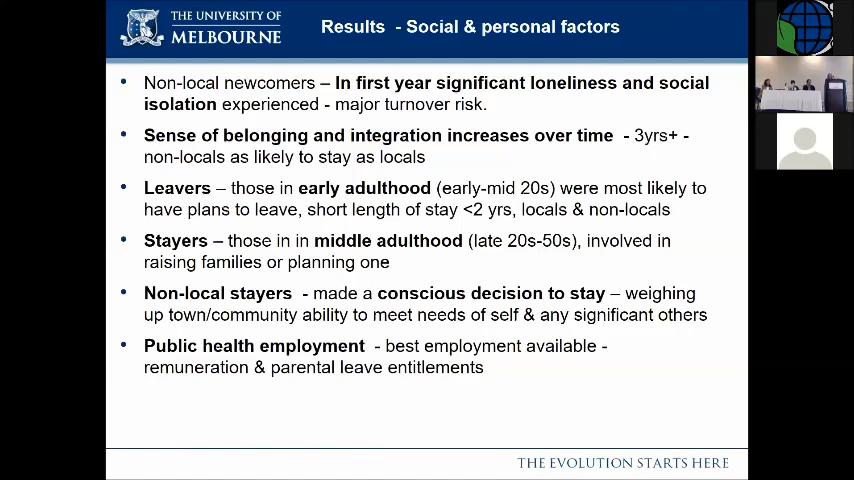 THE UNIVERSITY OF
MELBOURNE
Results - Social & personal factors
• Non-local newcomers – In first year significant loneliness and social
isolation experienced - major turnover risk.
• Sense of belonging and integration increases over time - 3yrs+ -
non-locals as likely to stay as locals
• Leavers – those in early adulthood (early-mid 20s) were most likely to
have plans to leave, short length of stay <2 yrs, locals & non-locals
• Stayers – those in in middle adulthood (late 20s-50s), involved in
raising families or planning one
• Non-local stayers - made a conscious decision to stay – weighing
up town/community ability to meet needs of self & any significant others
• Public health employment - best employment available -
remuneration & parental leave entitlements
THE EVOLUTION STARTS HERE